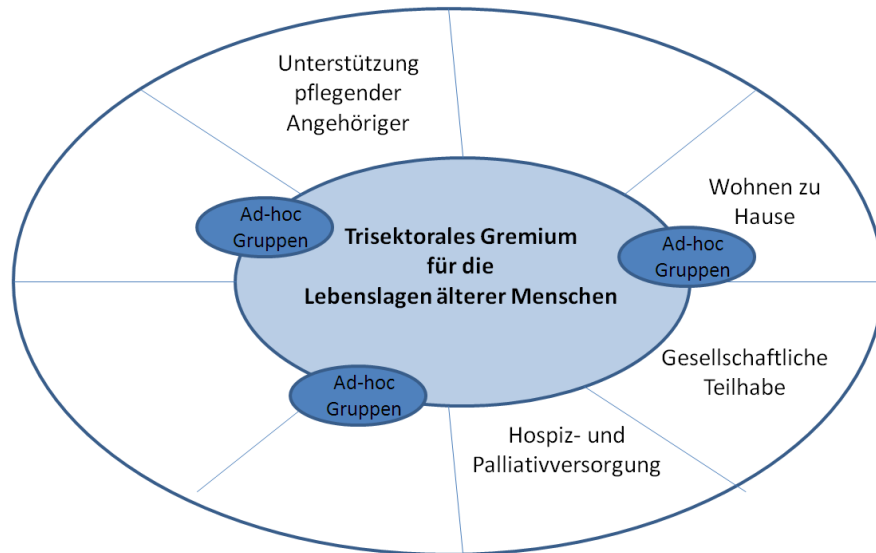 Unterstützung
pflegender
Angehöriger
Wohnen zu
Hause
Ad-hoc
Gruppen
Trisektorales Gremium
für die
Lebenslagen älterer Menschen
Ad-hoc
Gruppen
Gesellschaftliche
Teilhabe
Ad-hoc
Gruppen
Hospiz- und
Palliativversorgung